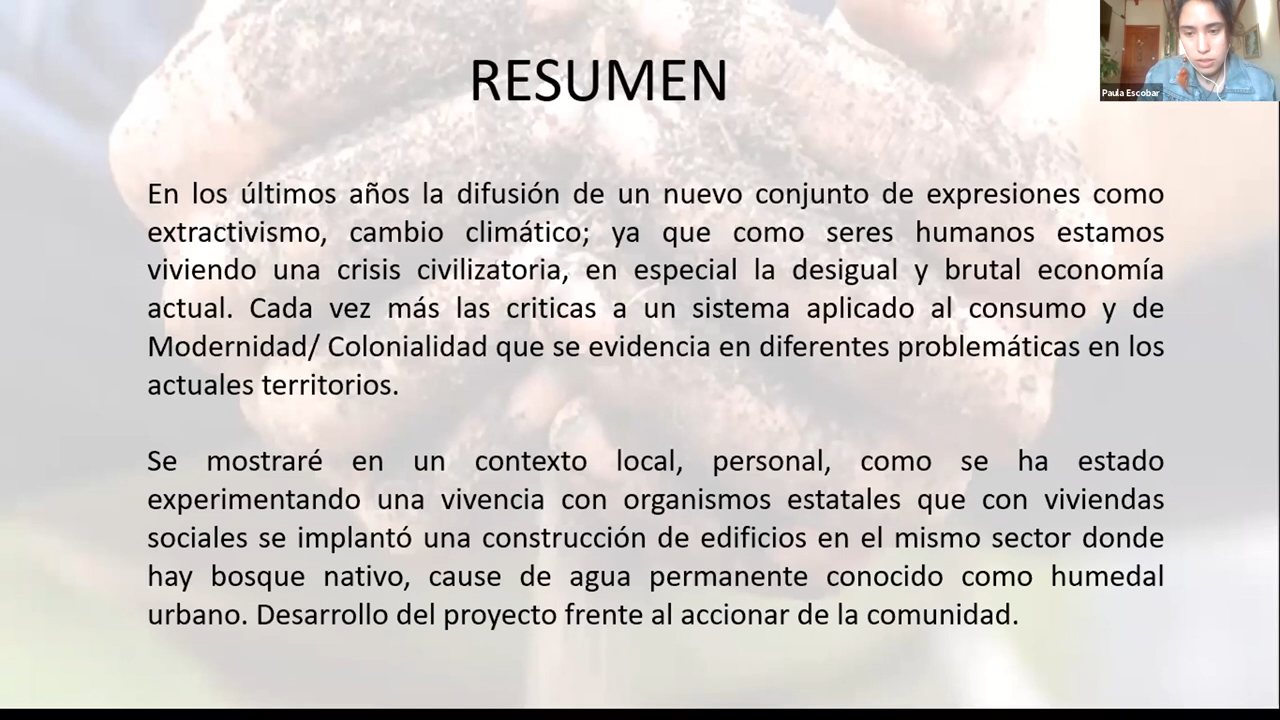 RESUMEN
Paula Escobar
En los últimos años la difusión de un nuevo conjunto de expresiones como
extractivismo, cambio climático; ya que como seres humanos estamos
viviendo una crisis civilizatoria, en especial la desigual y brutal economía
actual. Cada vez más las criticas a un sistema aplicado al consumo y de
Modernidad/ Colonialidad que se evidencia en diferentes problemáticas en los
actuales territorios.
Se mostraré en un contexto local, personal, como se ha estado
experimentando una vivencia con organismos estatales que con viviendas
sociales se implantó una construcción de edificios en el mismo sector donde
hay bosque nativo, cause de agua permanente conocido como humedal
urbano. Desarrollo del proyecto frente al accionar de la comunidad.